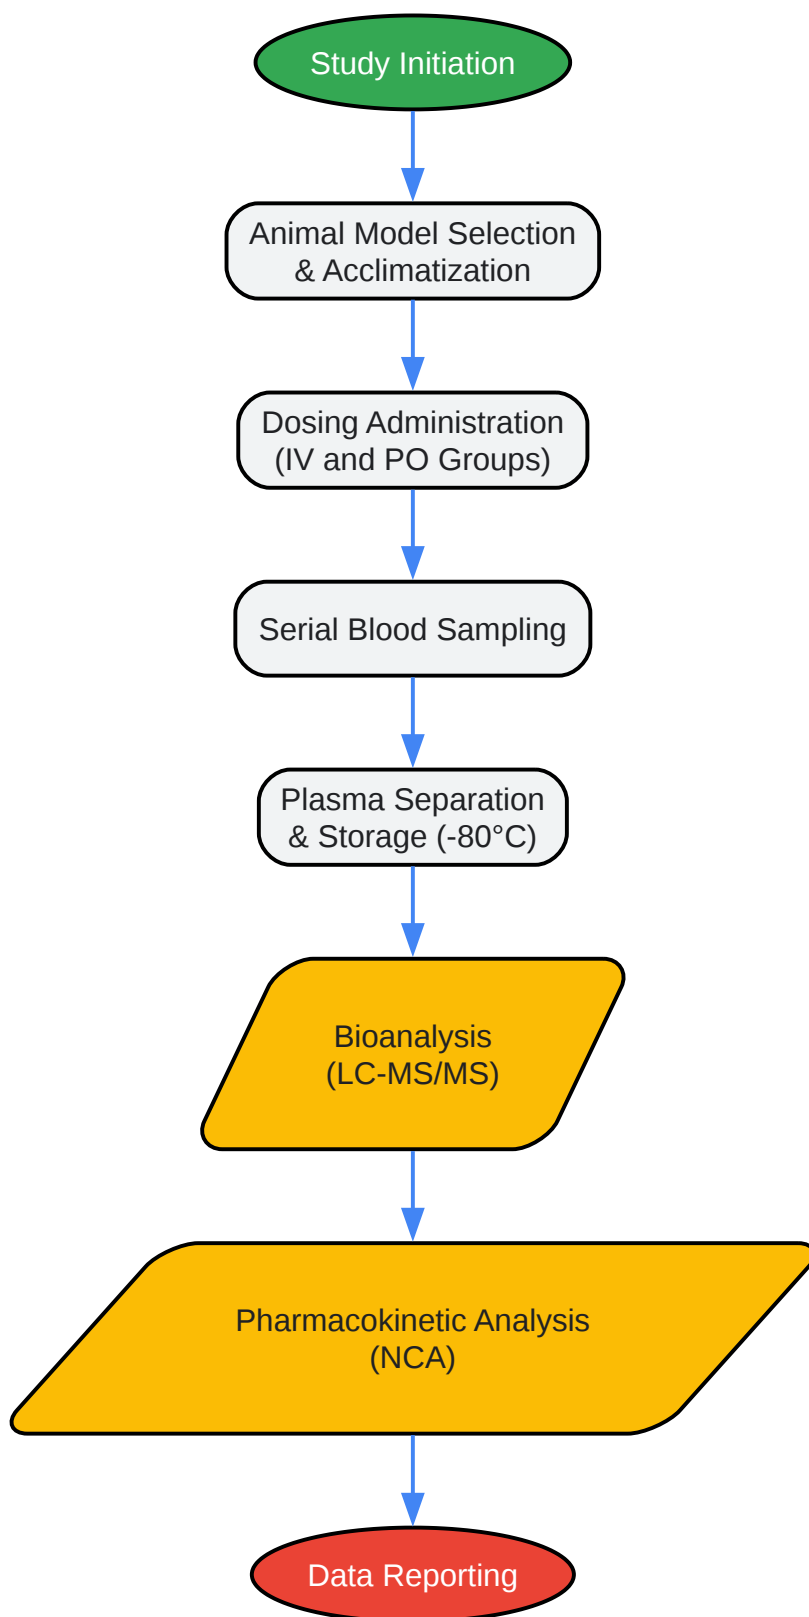 Study Initiation
Animal Model Selection
& Acclimatization
Dosing Administration
(IV and PO Groups)
Serial Blood Sampling
Plasma Separation
& Storage (-80°C)
Bioanalysis
(LC-MS/MS)
Pharmacokinetic Analysis
(NCA)
Data Reporting